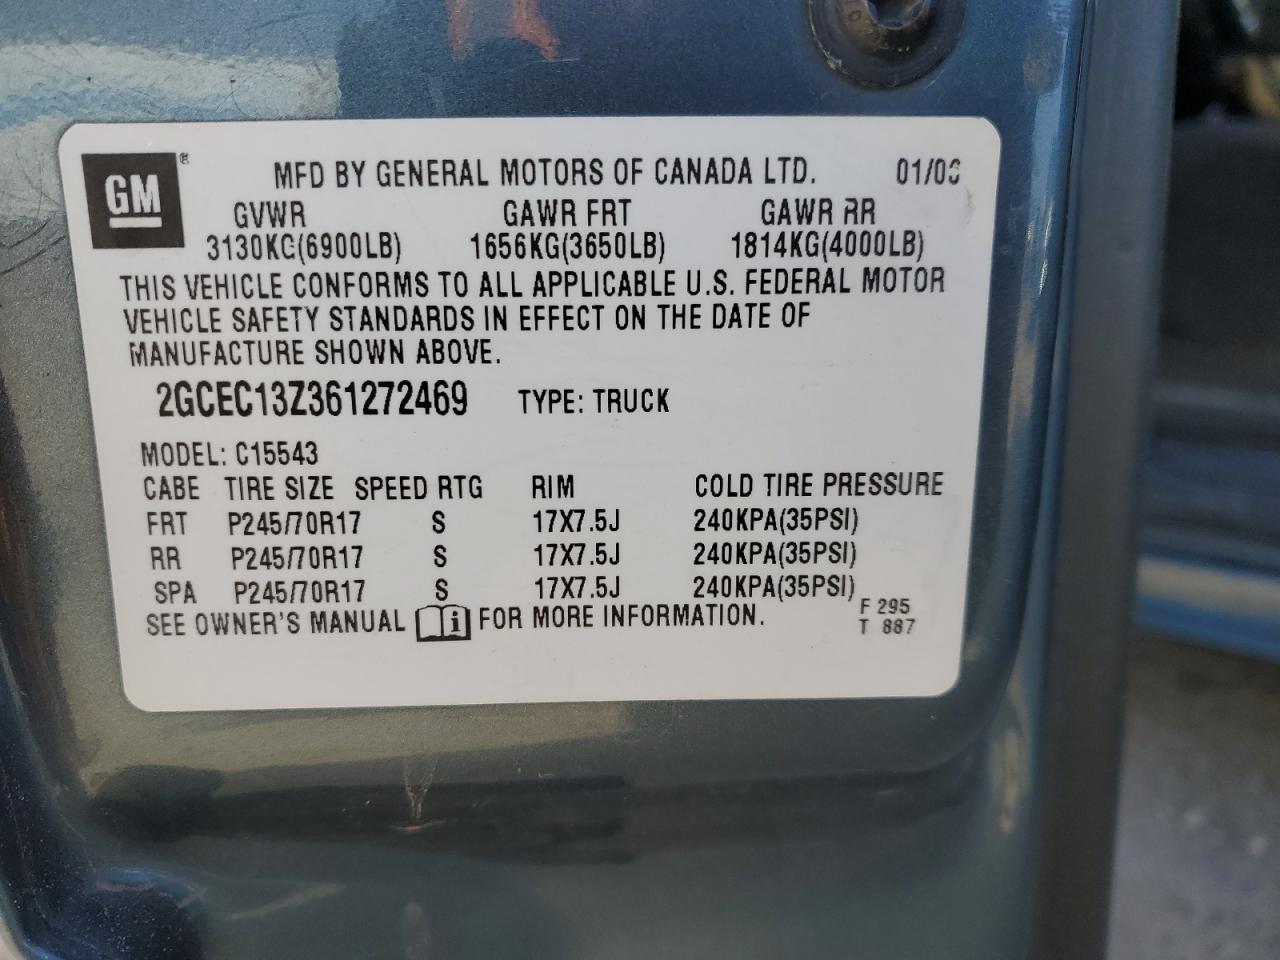 GM ® MFD BY GENERAL MOTORS OF CANADA LTD. 01/06
GVWR GAWR FRT GAWR RR
3130KG(6900LB) 1656KG(3650LB) 1814KG(4000LB)
THIS VEHICLE CONFORMS TO ALL APPLICABLE U.S. FEDERAL MOTOR
VEHICLE SAFETY STANDARDS IN EFFECT ON THE DATE OF
MANUFACTURE SHOWN ABOVE.
2GCEC13Z361272469 TYPE: TRUCK
MODEL: C15543
CABE TIRE SIZE SPEED RTG RIM COLD TIRE PRESSURE
FRT P245/70R17 S 17X7.5J 240KPA(35PSI)
RR P245/70R17 S 17X7.5J 240KPA(35PSI)
SPA P245/70R17 S 17X7.5J 240KPA(35PSI)
SEE OWNER'S MANUAL i FOR MORE INFORMATION.
F 295
T 887